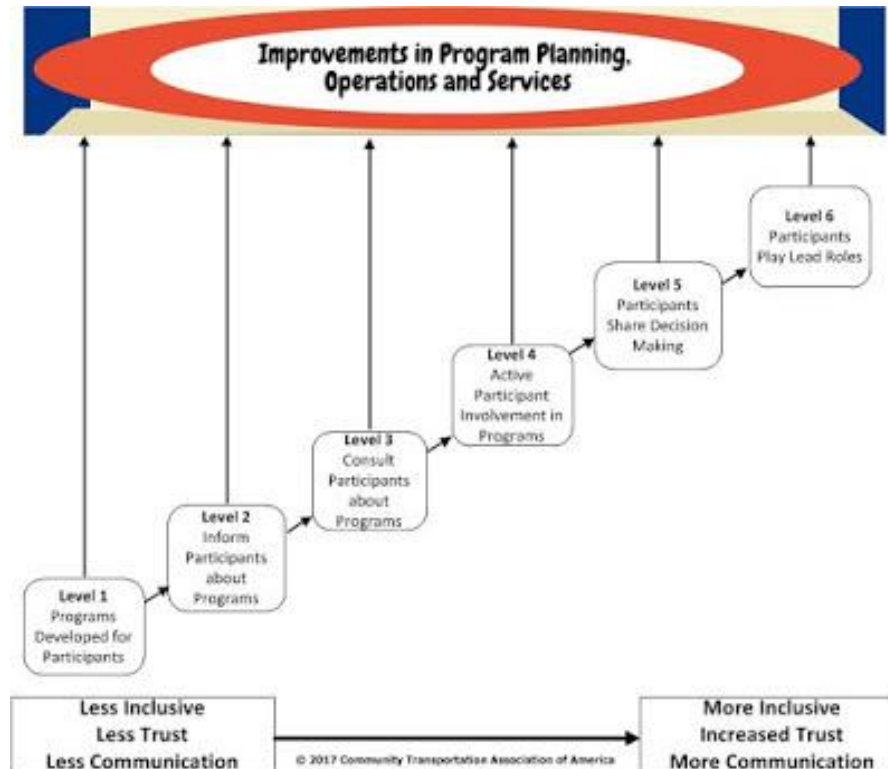 Improvements in Program Planning,
Operations and Services
Level 6
Participants
Play Lead Roles
Level 5
Participants
Share Decision
Making
Level 4
Active
Participant
Involvement in
Programs
Level 3
Consult
Participants
about
Programs
Level 2
Inform
Participants
about
Programs
Level 1
Programs
Developed for
Participants
Less Inclusive
Less Trust
Less Communication
© 2017 Community Transportation Association of America
More Inclusive
Increased Trust
More Communication